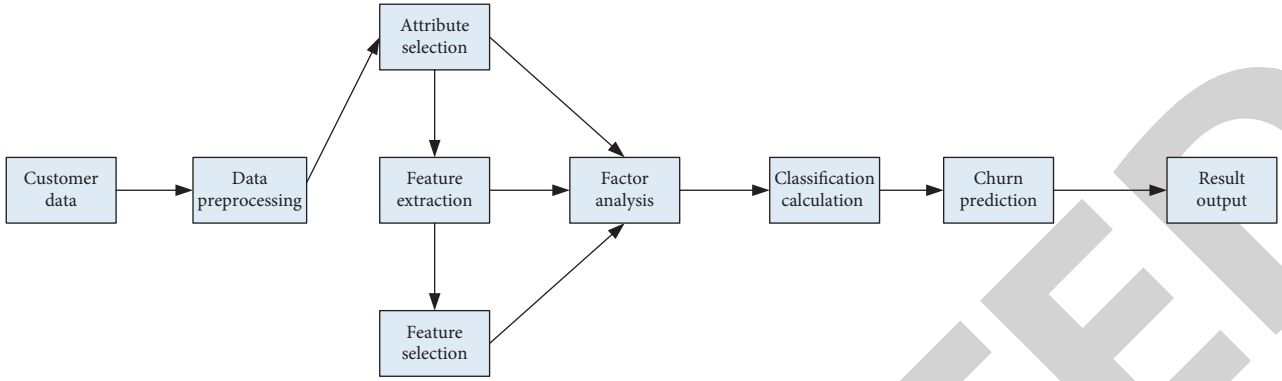 Customer
data
Data
preprocessing
Attribute
selection
Feature
extraction
Feature
selection
Factor
analysis
Classification
calculation
Churn
prediction
Result
output